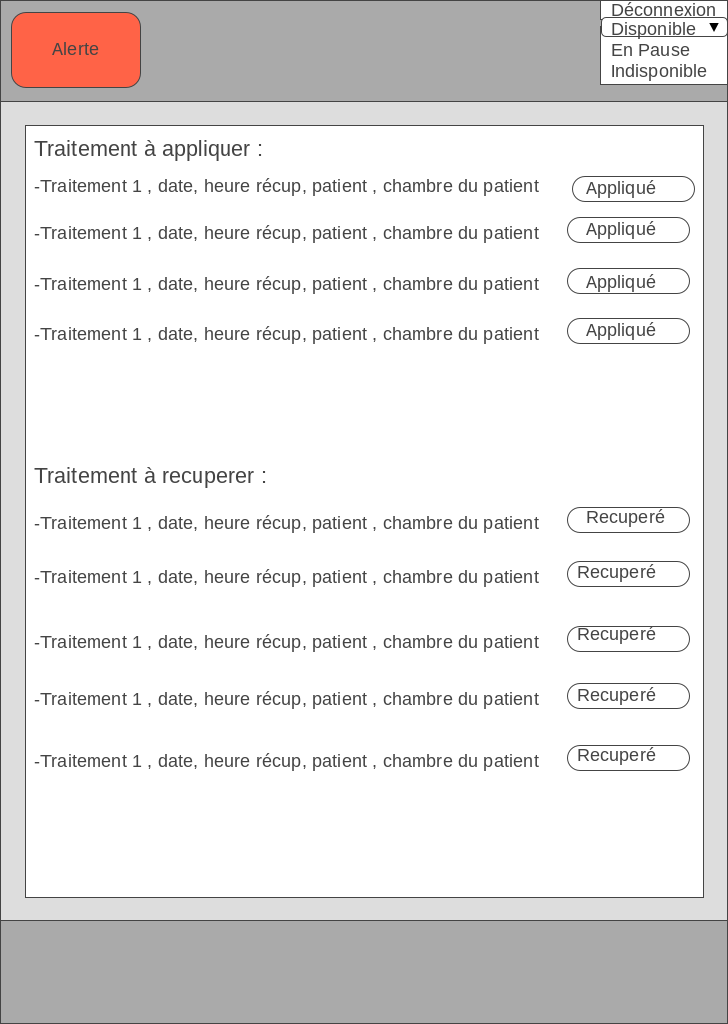 Alerte
Déconnexion
Disponible ▼
En Pause
Indisponible
Traitement à appliquer :
-Traitement 1 , date, heure récup, patient , chambre du patient Appliqué
-Traitement 1 , date, heure récup, patient , chambre du patient Appliqué
-Traitement 1 , date, heure récup, patient , chambre du patient Appliqué
-Traitement 1 , date, heure récup, patient , chambre du patient Appliqué
Traitement à recuperer :
-Traitement 1 , date, heure récup, patient , chambre du patient Recuperé
-Traitement 1 , date, heure récup, patient , chambre du patient Recuperé
-Traitement 1 , date, heure récup, patient , chambre du patient Recuperé
-Traitement 1 , date, heure récup, patient , chambre du patient Recuperé
-Traitement 1 , date, heure récup, patient , chambre du patient Recuperé